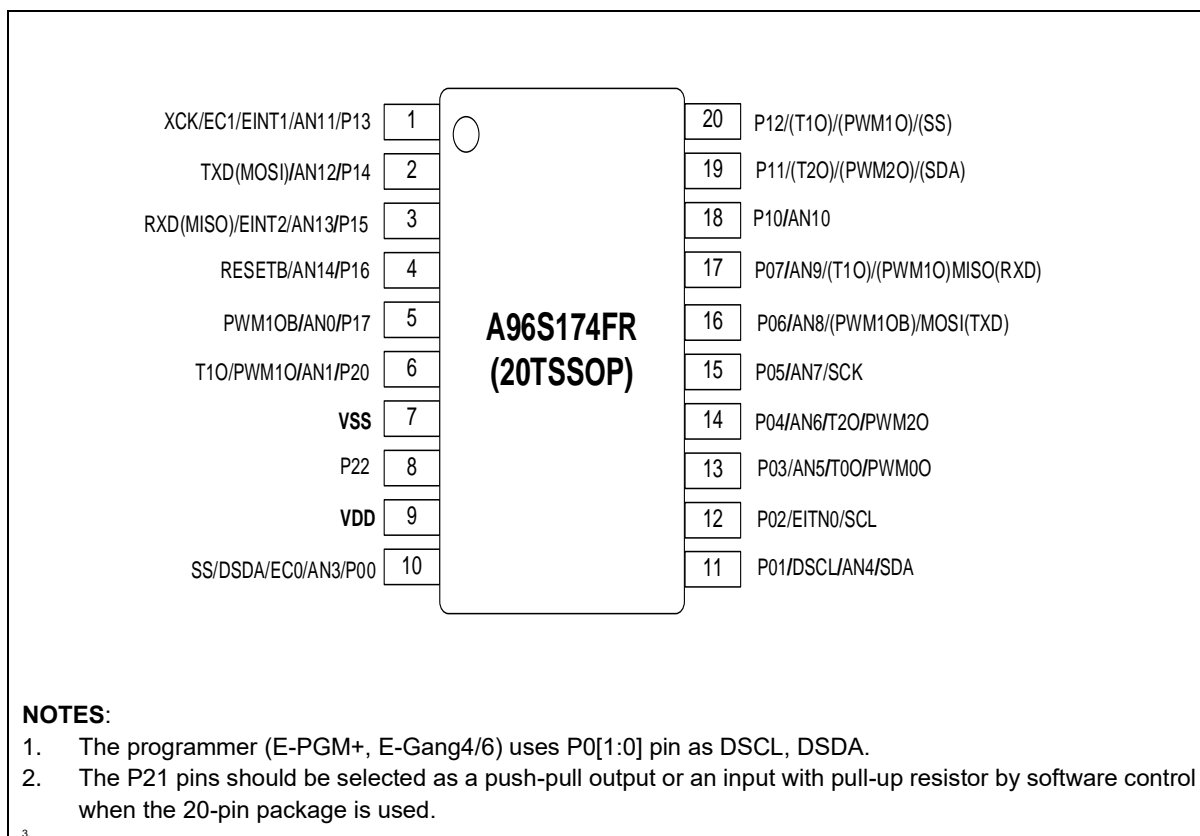 XCK/EC1/EINT1/AN11/P13 1
TXD(MOSI)/AN12/P14 2
RXD(MISO)/EINT2/AN13/P15 3
RESETB/AN14/P16 4
PWM1OB/AN0/P17 5
T1O/PWM1O/AN1/P20 6
VSS 7
P22 8
VDD 9
SS/DSDA/EC0/AN3/P00 10
A96S174FR
(20TSSOP)
20 P12/(T1O)/(PWM1O)/(SS)
19 P11/(T2O)/(PWM2O)/(SDA)
18 P10/AN10
17 P07/AN9/(T1O)/(PWM1O)MISO(RXD)
16 P06/AN8/(PWM1OB)/MOSI(TXD)
15 P05/AN7/SCK
14 P04/AN6/T2O/PWM2O
13 P03/AN5/T0O/PWM0O
12 P02/EITN0/SCL
11 P01/DSCL/AN4/SDA
NOTES:
1. The programmer (E-PGM+, E-Gang4/6) uses P0[1:0] pin as DSCL, DSDA.
2. The P21 pins should be selected as a push-pull output or an input with pull-up resistor by software control
when the 20-pin package is used.
3